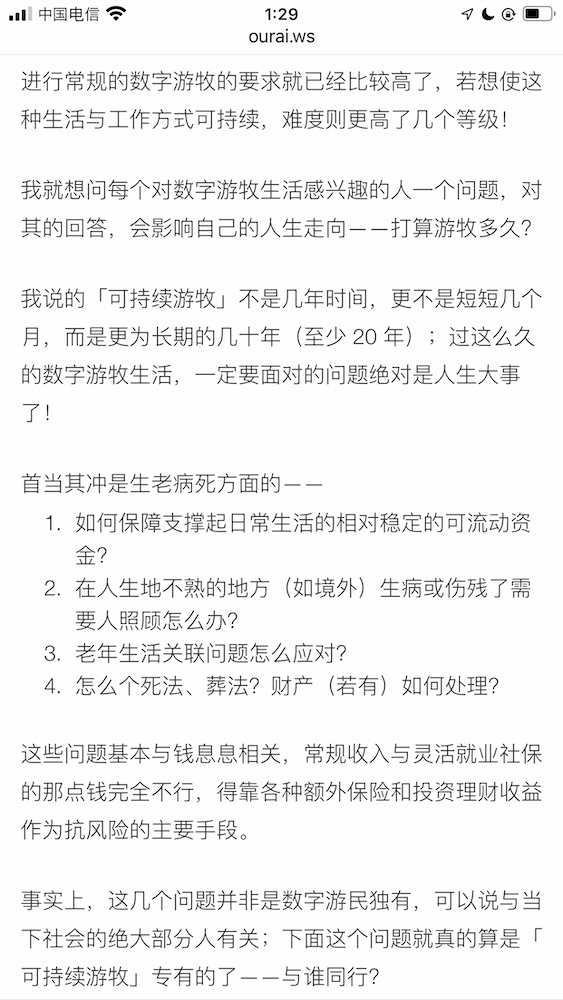 中国电信
1:29
ourai.ws
进行常规的数字游牧的要求就已经比较高了，若想使这
种生活与工作方式可持续，难度则更高了几个等级！
我就想问每个对数字游牧生活感兴趣的人一个问题，对
其的回答，会影响自己的人生走向——打算游牧多久？
我说的「可持续游牧」不是几年时间，更不是短短几个
月，而是更为长期的几十年（至少 20 年）；过这么久
的数字游牧生活，一定要面对的问题绝对是人生大事
了！
首当其冲是生老病死方面的——
1. 如何保障支撑起日常生活的相对稳定的可流动资
金？
2. 在人生地不熟的地方（如境外）生病或伤残了需
要人照顾怎么办？
3. 老年生活关联问题怎么应对？
4. 怎么个死法、葬法？财产（若有）如何处理？
这些问题基本与钱息息相关，常规收入与灵活就业社保
的那点钱完全不行，得靠各种额外保险和投资理财收益
作为抗风险的主要手段。
事实上，这几个问题并非是数字游民独有，可以说与当
下社会的绝大部分人有关；下面这个问题就真的算是「
可持续游牧」专有的了——与谁同行？